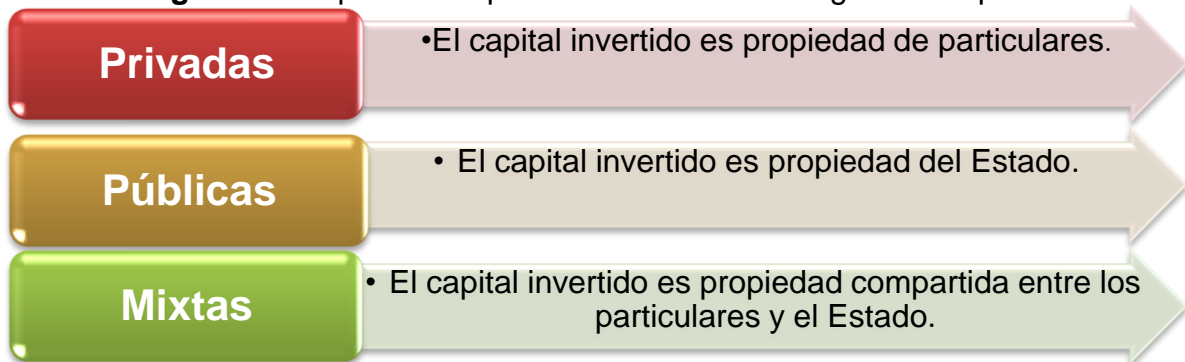 Privadas
•El capital invertido es propiedad de particulares.
Públicas
• El capital invertido es propiedad del Estado.
Mixtas
• El capital invertido es propiedad compartida entre los
particulares y el Estado.